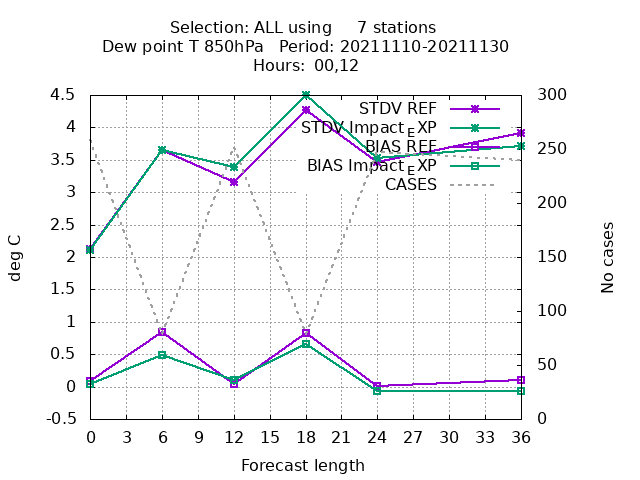 Selection: ALL using 7 stations
Dew point T 850hPa Period: 20211110-20211130
Hours: 00,12
4.5
4
3.5
3
2.5
2
1.5
1
0.5
0
-0.5
300
250
200
150
100
50
0
deg C
No cases
STDV REF
STDV Impact_EXP
BIAS REF
BIAS Impact_EXP
CASES
0 3 6 9 12 15 18 21 24 27 30 33 36
Forecast length